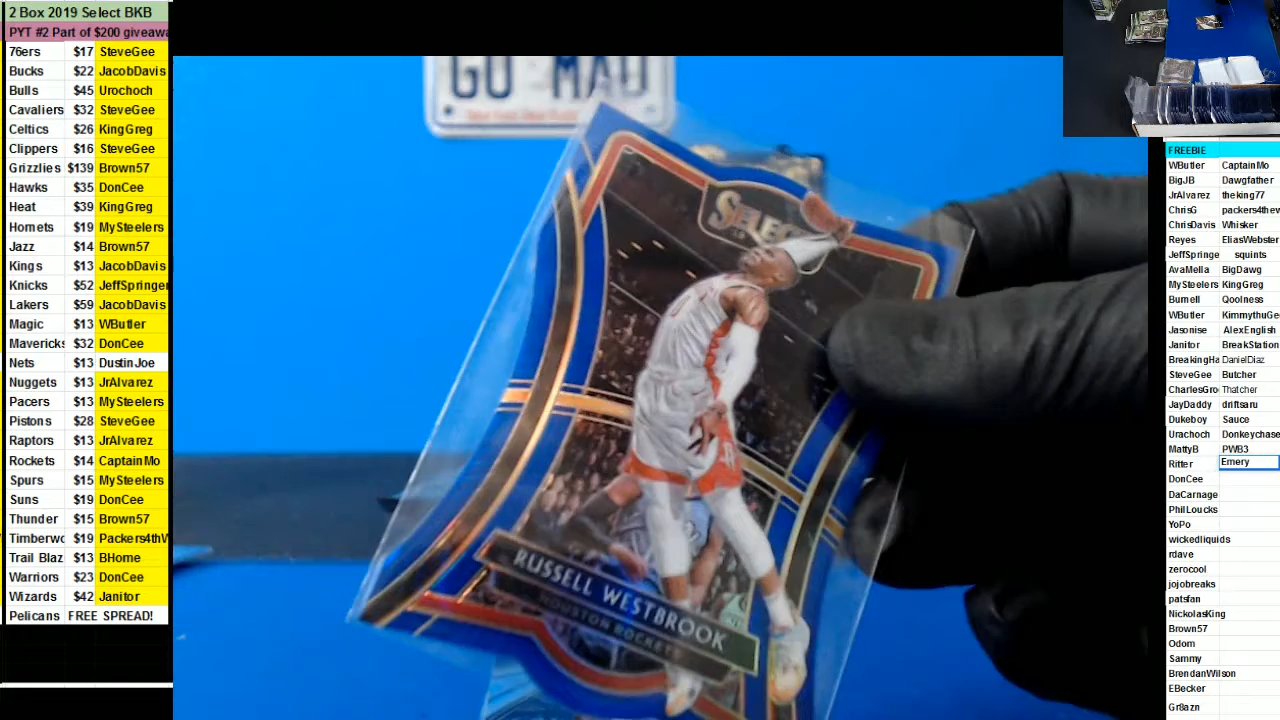 2 Box 2019 Select BKB
PYT #2 Part of $200 giveawa
76ers $17 SteveGee
Bucks $22 JacobDavis
Bulls $45 Urochoch
Cavaliers $32 SteveGee
Celtics $26 KingGreg
Clippers $16 SteveGee
Grizzlies $139 Brown57
Hawks $35 DonCee
Heat $39 KingGreg
Hornets $19 MySteelers
Jazz $14 Brown57
Kings $13 JacobDavis
Knicks $52 JeffSpringer
Lakers $59 JacobDavis
Magic $13 WButler
Mavericks $32 DonCee
Nets $13 DustinJoe
Nuggets $13 JrAlvarez
Pacers $13 MySteelers
Pistons $28 SteveGee
Raptors $13 JrAlvarez
Rockets $14 CaptainMo
Spurs $15 MySteelers
Suns $19 DonCee
Thunder $15 Brown57
Timberwo $19 Packers4thW
Trail Blaz $13 BHome
Warriors $23 DonCee
Wizards $42 Janitor
Pelicans FREE SPREAD!
GO MAD
SELECT
RUSSELL WESTBROOK
HOUSTON ROCKETS
FREEBIE
WButler CaptainMo
BigJB Dawgfather
JrAlvarez theking77
ChrisG packers4thew
ChrisDavis Whisker
Reyes EliasWebster
JeffSpringe squints
AvaMella BigDawg
MySteelers KingGreg
Burnell Qoolness
WButler KimmythuGe
Jasonise AlexEnglish
Janitor BreakStation
BreakingHa DanielDiaz
SteveGee Butcher
CharlesGro Thatcher
JayDaddy driftsaru
Dukeboy Sauce
Urachoch Donkeychase
MattyB PWB3
Ritter Emery
DonCee
DaCarnage
PhilLoucks
YoPo
wickedliquids
rdave
zerocool
jojobreaks
patsfan
NickolasKing
Brown57
Odom
Sammy
BrendanWilson
EBecker
Gr8azn